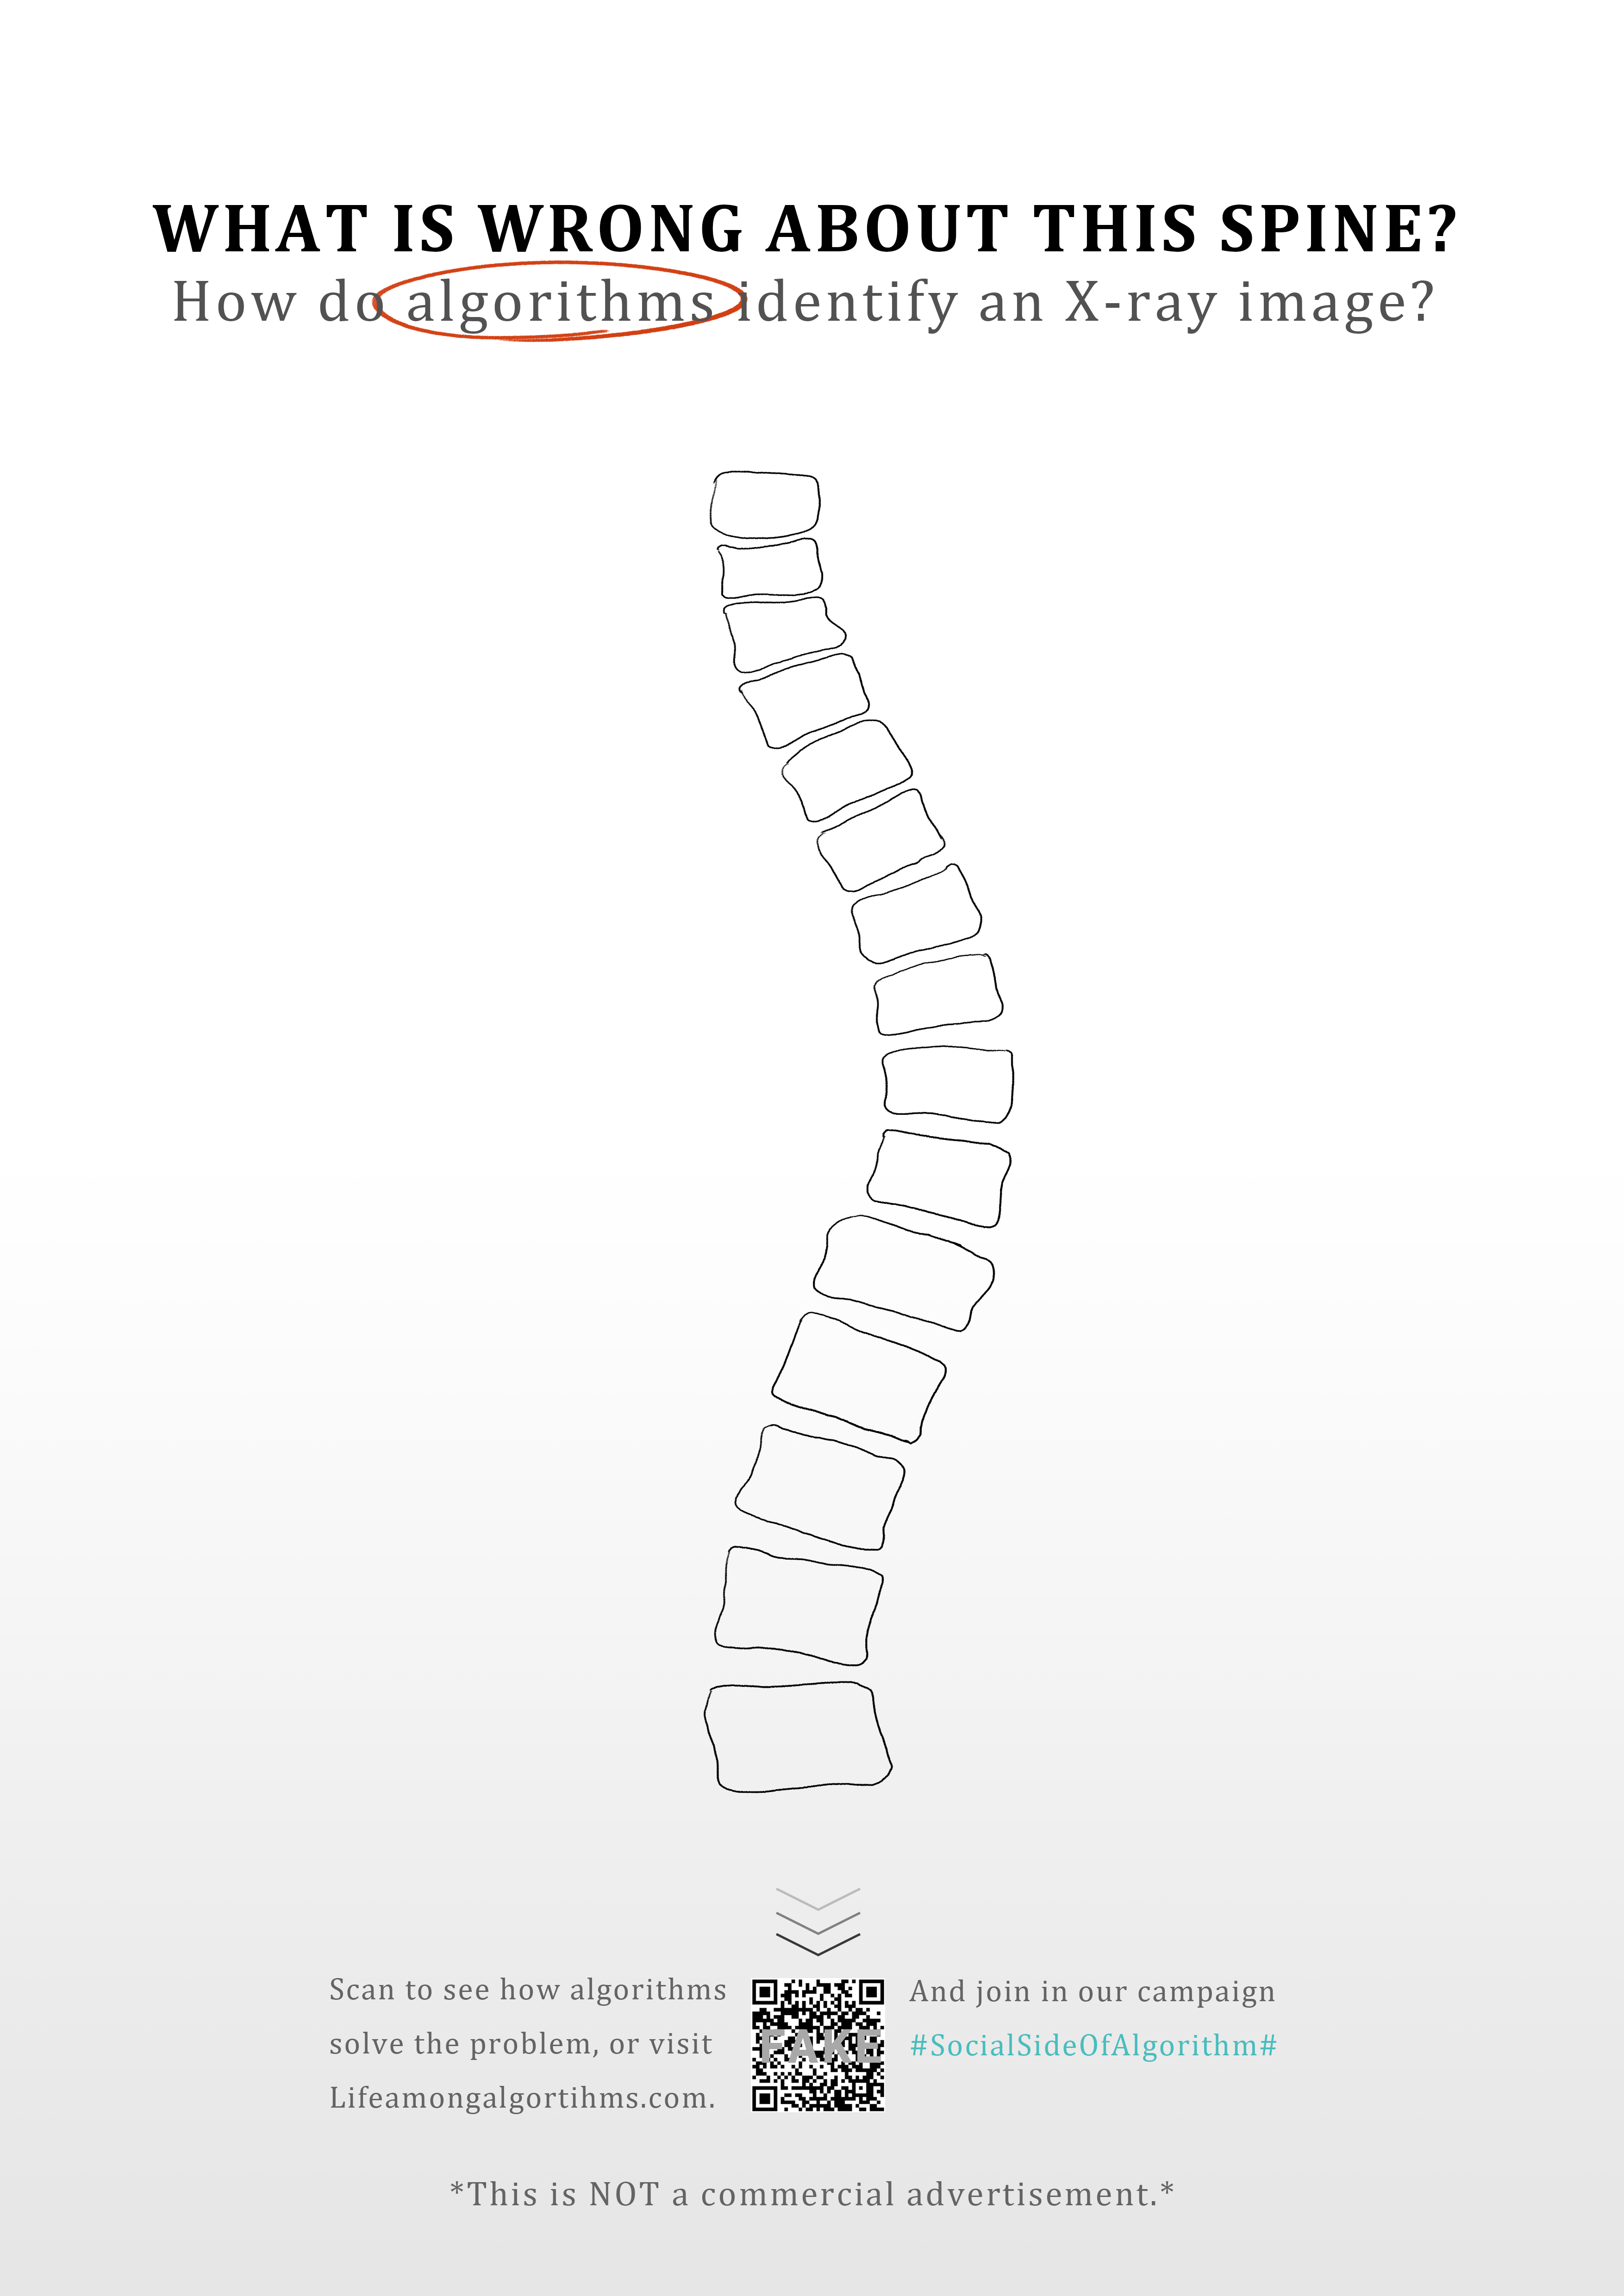 WHAT IS WRONG ABOUT THIS SPINE?
How do algorithms identify an X-ray image?
Scan to see how algorithms
solve the problem, or visit
Lifeamongalgortihms.com.
FAKE
And join in our campaign
#SocialSideOfAlgorithm#
*This is NOT a commercial advertisement.*